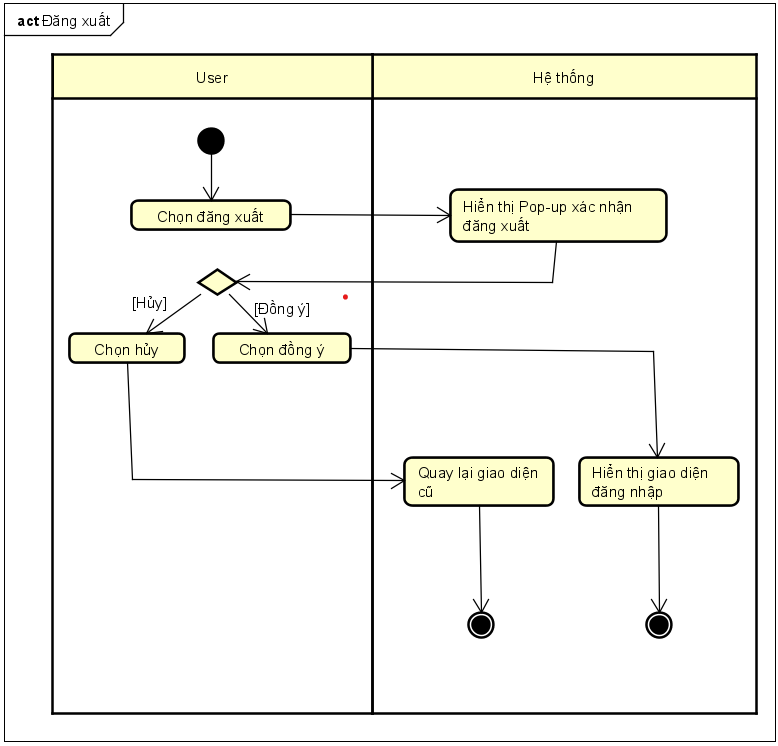 act Đăng xuất
User
Hệ thống
Chọn đăng xuất
Hiển thị Pop-up xác nhận
đăng xuất
[Hủy]
[Đồng ý]
Chọn hủy
Chọn đồng ý
Quay lại giao diện
cũ
Hiển thị giao diện
đăng nhập